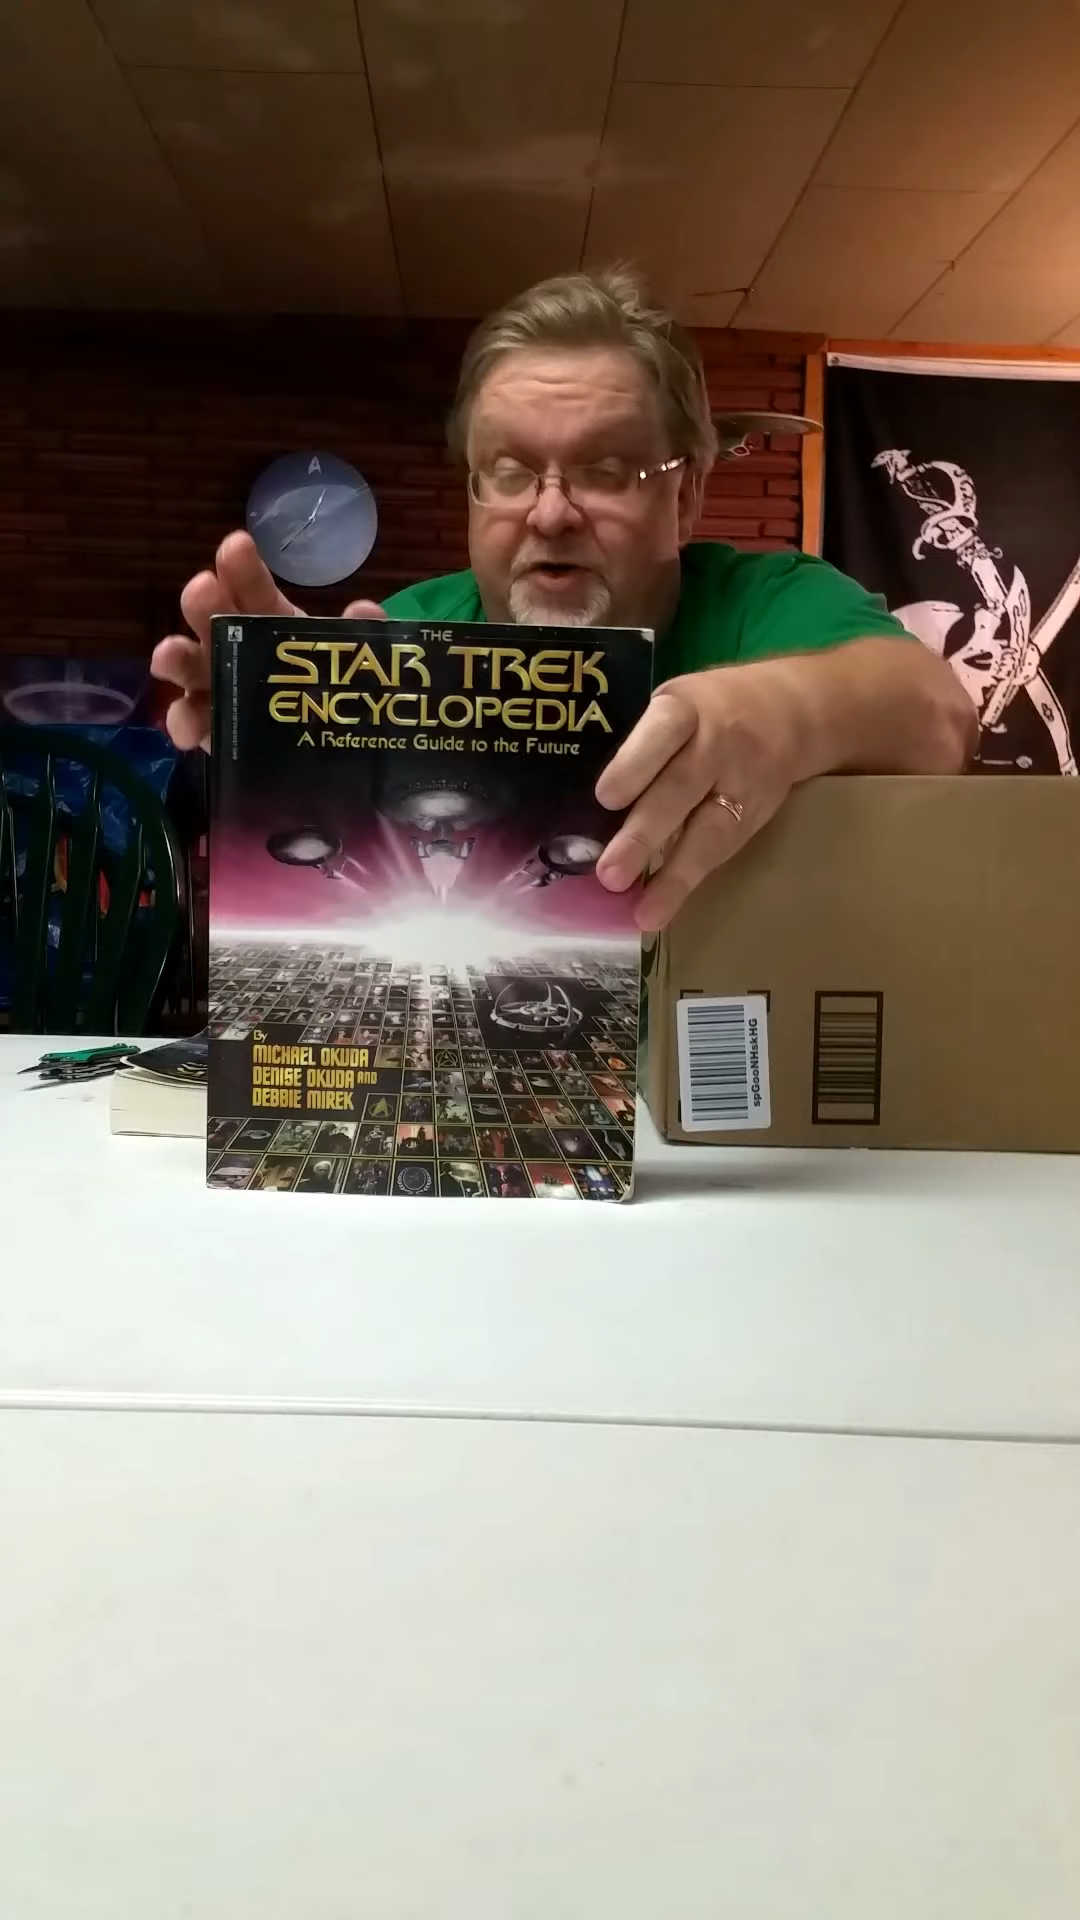 THE
STAR TREK
ENCYCLOPEDIA
A Reference Guide to the Future
By
MICHAEL OKUDA
DENISE OKUDA AND
DEBBIE MIREK
spGooNHskHG